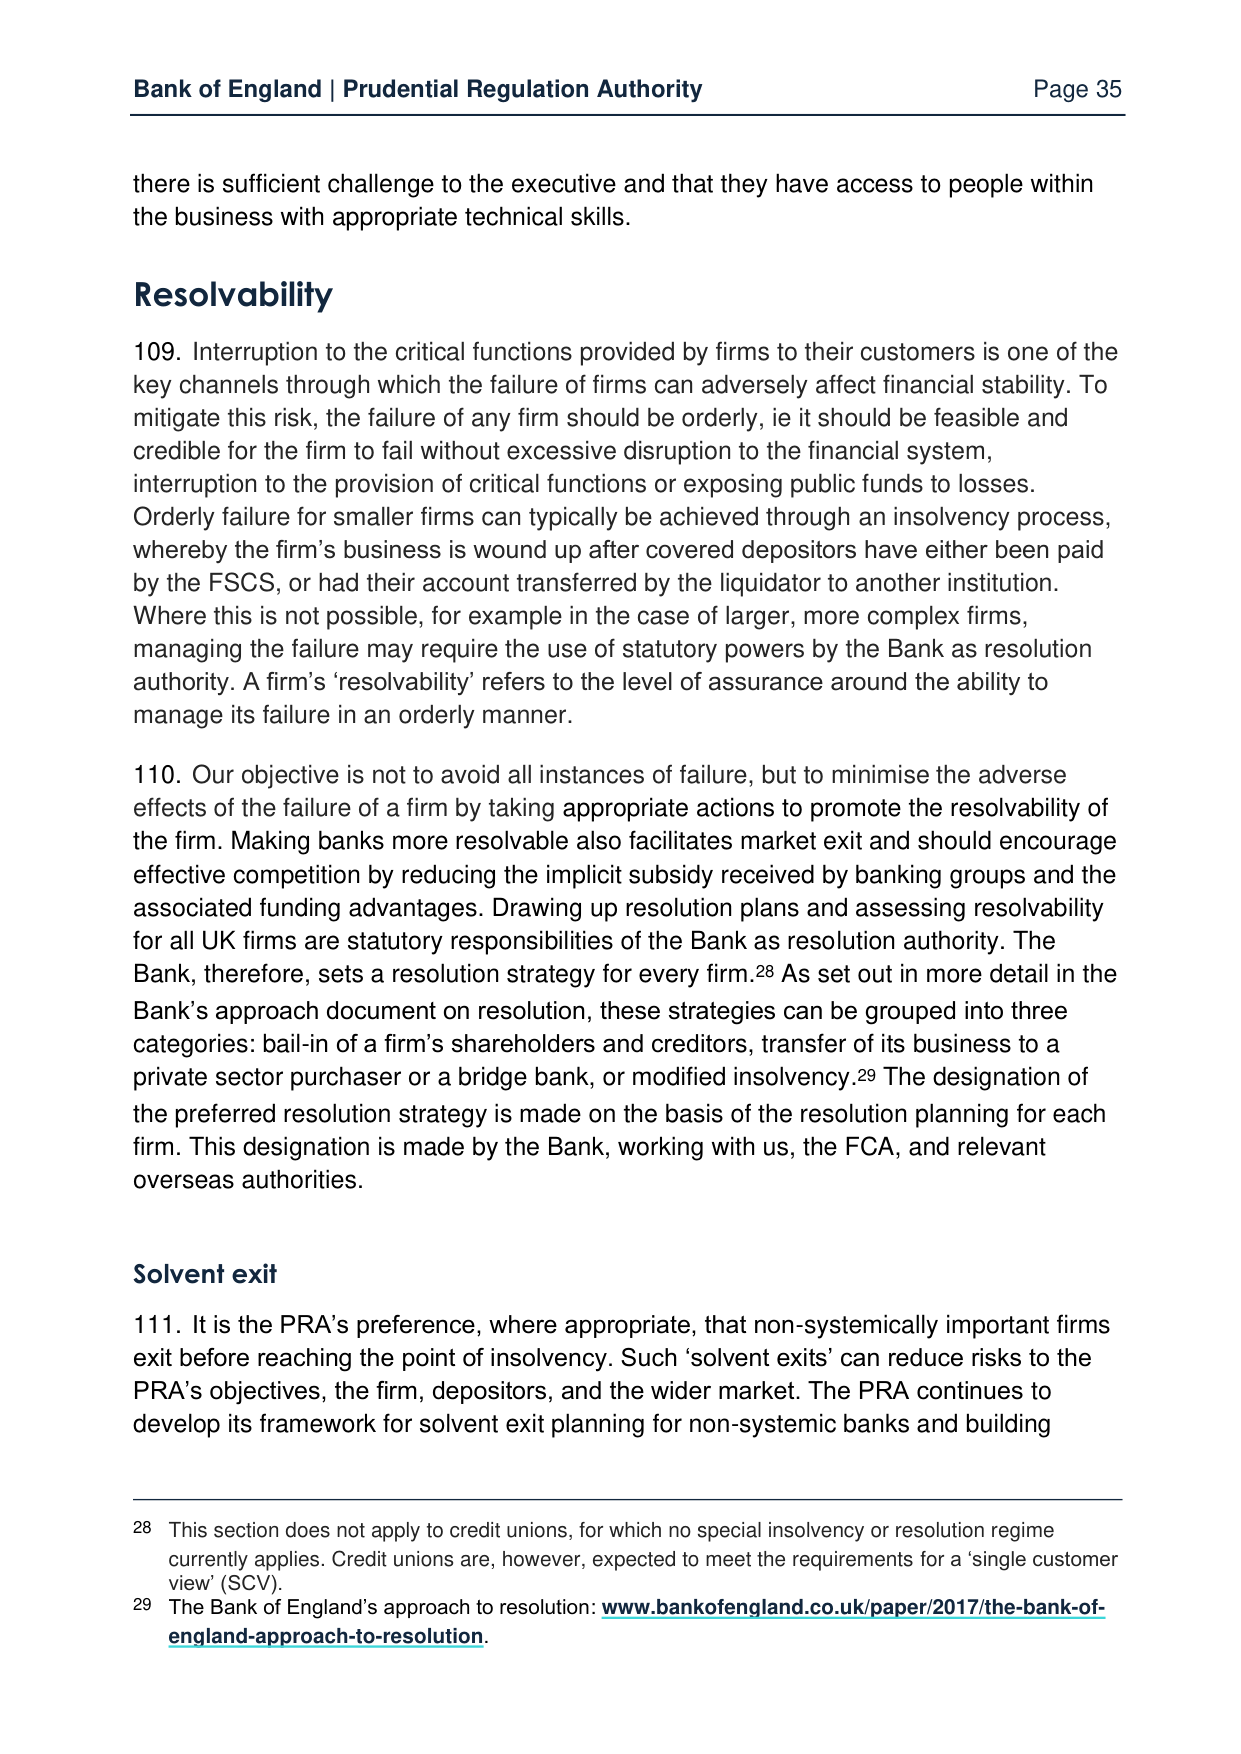 Bank of England | Prudential Regulation Authority Page 35
there is sufficient challenge to the executive and that they have access to people within
the business with appropriate technical skills.
Resolvability
109. Interruption to the critical functions provided by firms to their customers is one of the
key channels through which the failure of firms can adversely affect financial stability. To
mitigate this risk, the failure of any firm should be orderly, ie it should be feasible and
credible for the firm to fail without excessive disruption to the financial system,
interruption to the provision of critical functions or exposing public funds to losses.
Orderly failure for smaller firms can typically be achieved through an insolvency process,
whereby the firm’s business is wound up after covered depositors have either been paid
by the FSCS, or had their account transferred by the liquidator to another institution.
Where this is not possible, for example in the case of larger, more complex firms,
managing the failure may require the use of statutory powers by the Bank as resolution
authority. A firm’s ‘resolvability’ refers to the level of assurance around the ability to
manage its failure in an orderly manner.
110. Our objective is not to avoid all instances of failure, but to minimise the adverse
effects of the failure of a firm by taking appropriate actions to promote the resolvability of
the firm. Making banks more resolvable also facilitates market exit and should encourage
effective competition by reducing the implicit subsidy received by banking groups and the
associated funding advantages. Drawing up resolution plans and assessing resolvability
for all UK firms are statutory responsibilities of the Bank as resolution authority. The
Bank, therefore, sets a resolution strategy for every firm.28 As set out in more detail in the
Bank’s approach document on resolution, these strategies can be grouped into three
categories: bail-in of a firm’s shareholders and creditors, transfer of its business to a
private sector purchaser or a bridge bank, or modified insolvency.29 The designation of
the preferred resolution strategy is made on the basis of the resolution planning for each
firm. This designation is made by the Bank, working with us, the FCA, and relevant
overseas authorities.
Solvent exit
111. It is the PRA’s preference, where appropriate, that non-systemically important firms
exit before reaching the point of insolvency. Such ‘solvent exits’ can reduce risks to the
PRA’s objectives, the firm, depositors, and the wider market. The PRA continues to
develop its framework for solvent exit planning for non-systemic banks and building
28 This section does not apply to credit unions, for which no special insolvency or resolution regime
currently applies. Credit unions are, however, expected to meet the requirements for a ‘single customer
view’ (SCV).
29 The Bank of England’s approach to resolution: www.bankofengland.co.uk/paper/2017/the-bank-of-
england-approach-to-resolution.